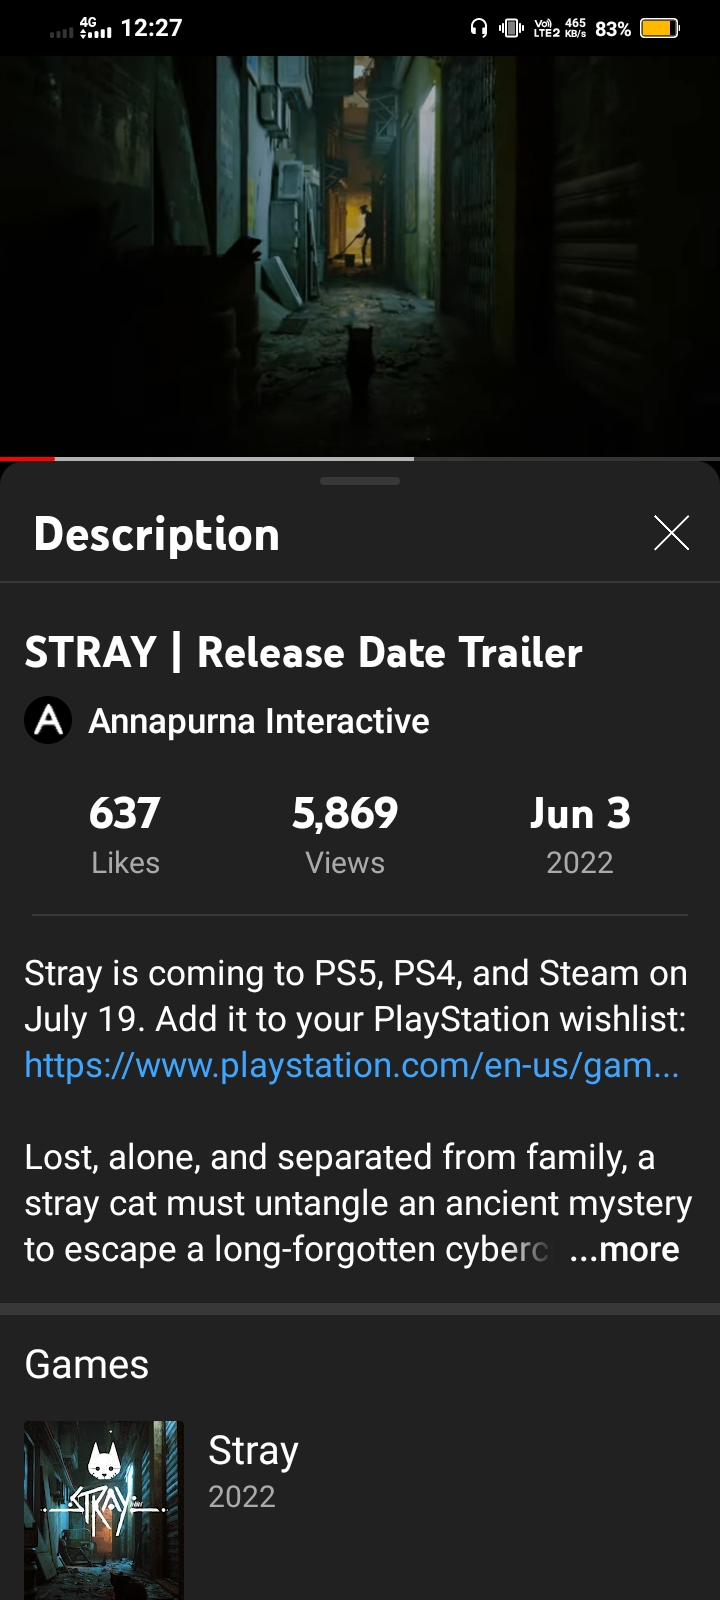 4G 12:27 Vo) LTE2 465 KB/s 83%
Description
STRAY | Release Date Trailer
A Annapurna Interactive
637 5,869 Jun 3
Likes Views 2022
Stray is coming to PS5, PS4, and Steam on
July 19. Add it to your PlayStation wishlist:
https://www.playstation.com/en-us/gam...
Lost, alone, and separated from family, a
stray cat must untangle an ancient mystery
to escape a long-forgotten cyberc ...more
Games
STRAY
Stray
2022